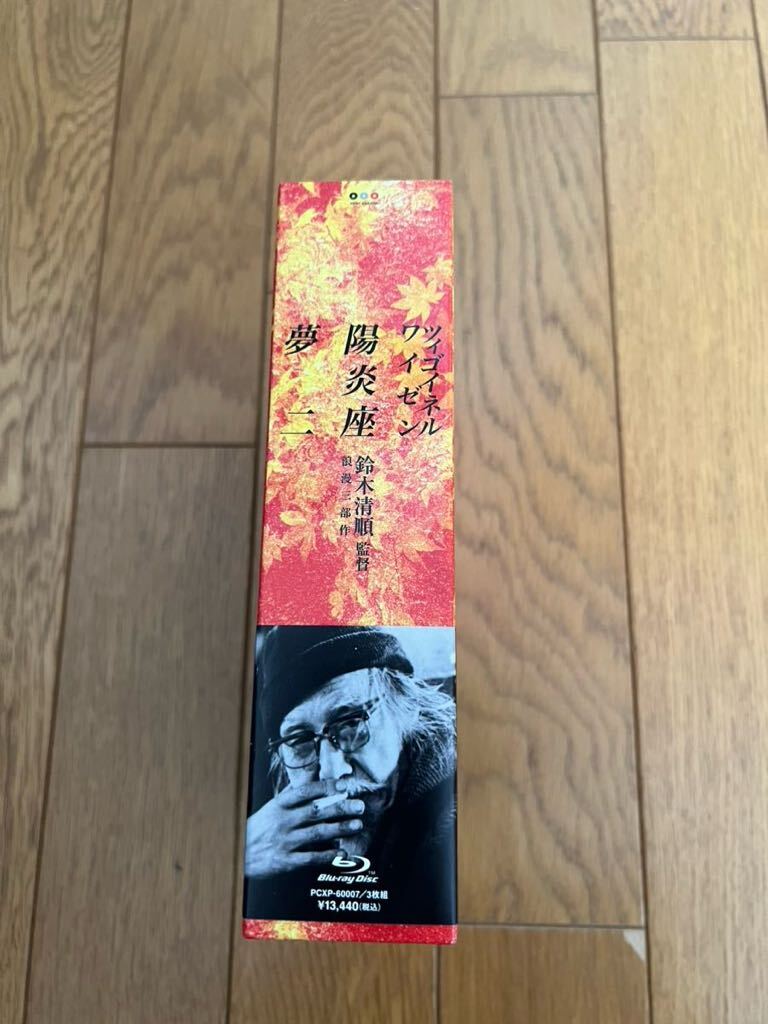 ツィゴイネル
ワイゼン
陽炎座
夢二
鈴木清順 監督
浪漫三部作
Blu-ray Disc™
PCXP-60007/3枚組
¥13,440(税込)